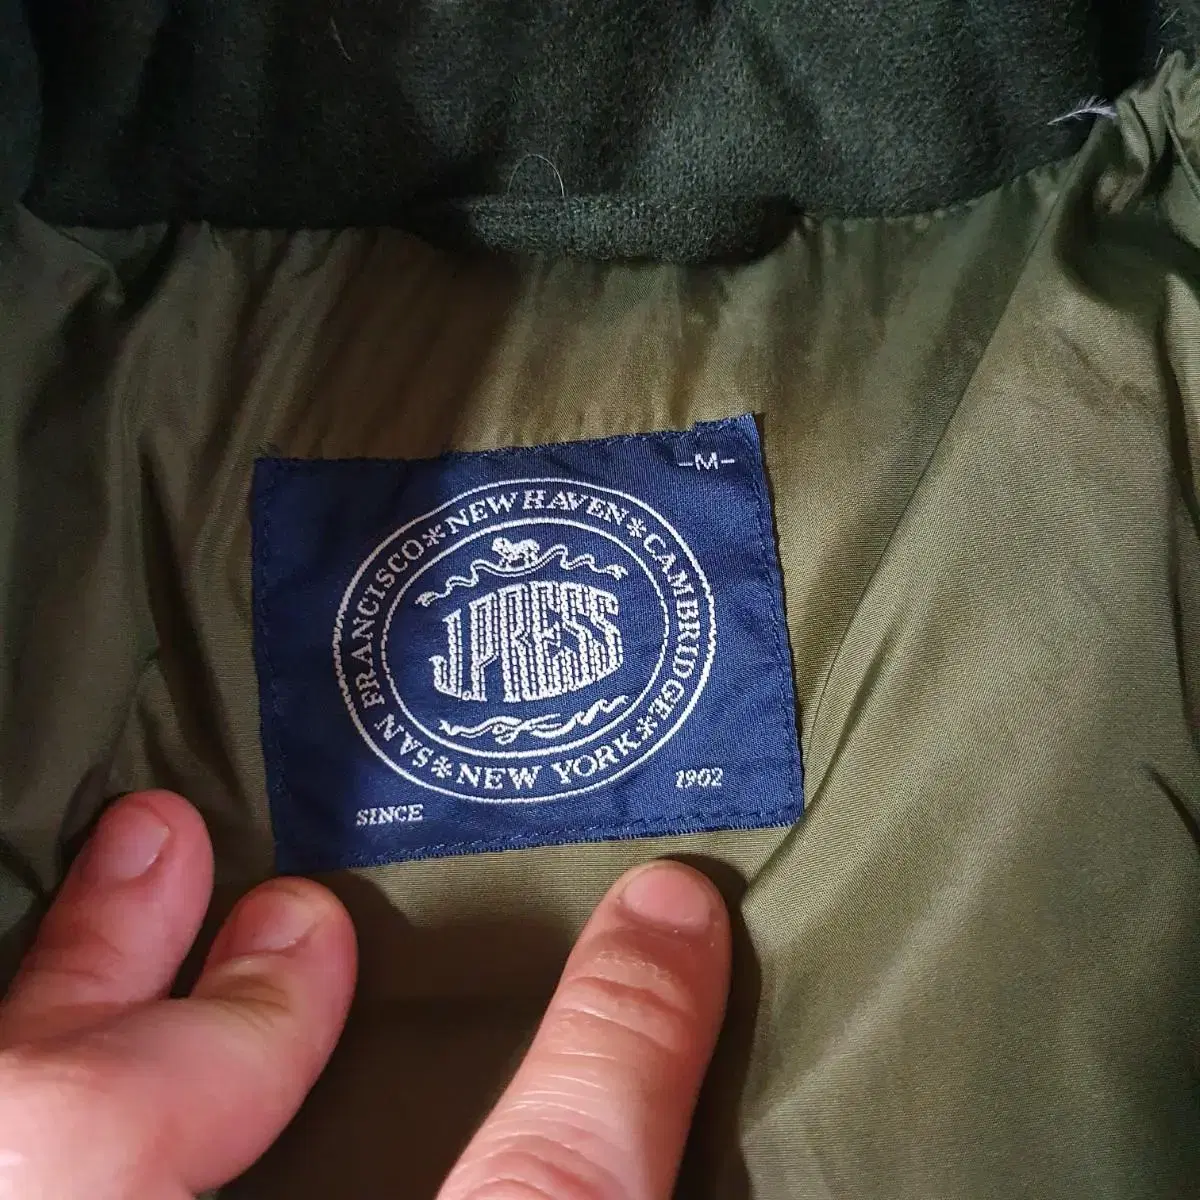 -M-
SAN FRANCISCO*NEW HAVEN*CAMBRIDGE*NEW YORK*
J.PRESS
SINCE 1902